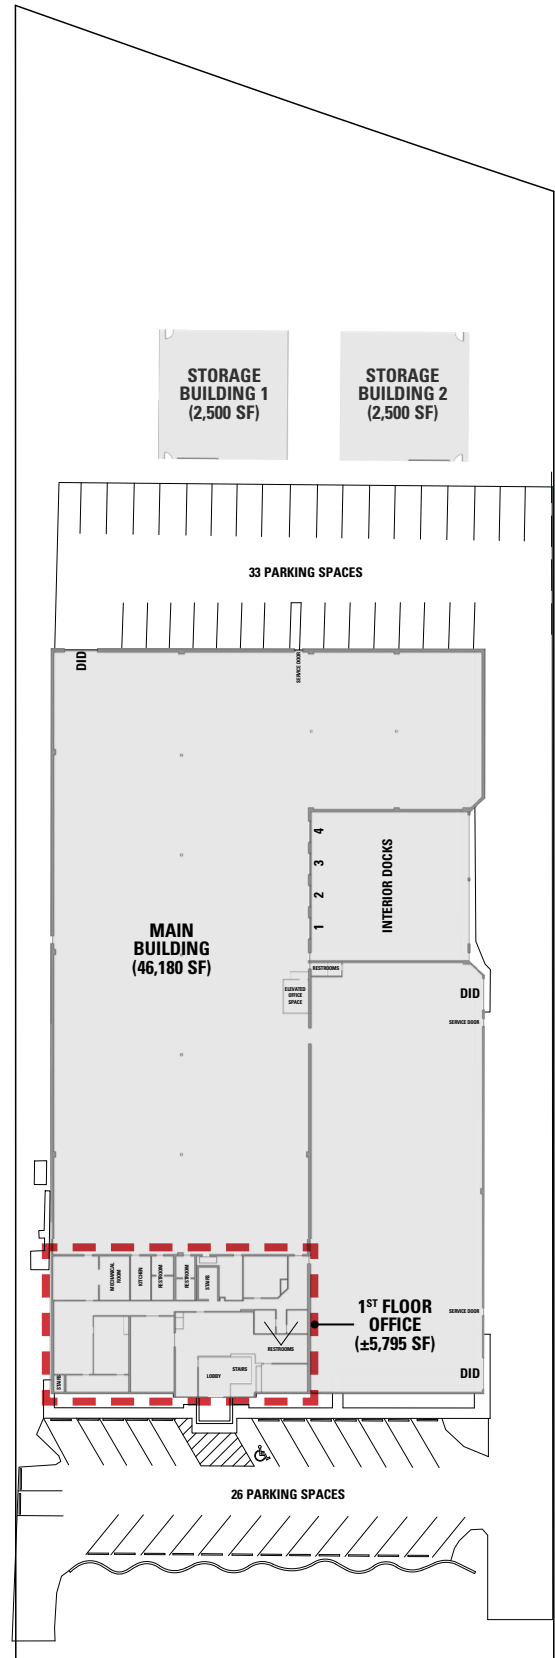 STORAGE
BUILDING 1
(2,500 SF)
STORAGE
BUILDING 2
(2,500 SF)
33 PARKING SPACES
DID
SERVICE DOOR
4
3
2
1
INTERIOR DOCKS
MAIN
BUILDING
(46,180 SF)
RESTROOMS
ELEVATED
OFFICE
SPACE
DID
SERVICE DOOR
MECHANICAL
ROOM
KITCHEN
RESTROOM
RESTROOM
STAIRS
1ST FLOOR
OFFICE
(±5,795 SF)
SERVICE DOOR
RESTROOMS
STAIRS
LOBBY
STAIRS
DID
26 PARKING SPACES